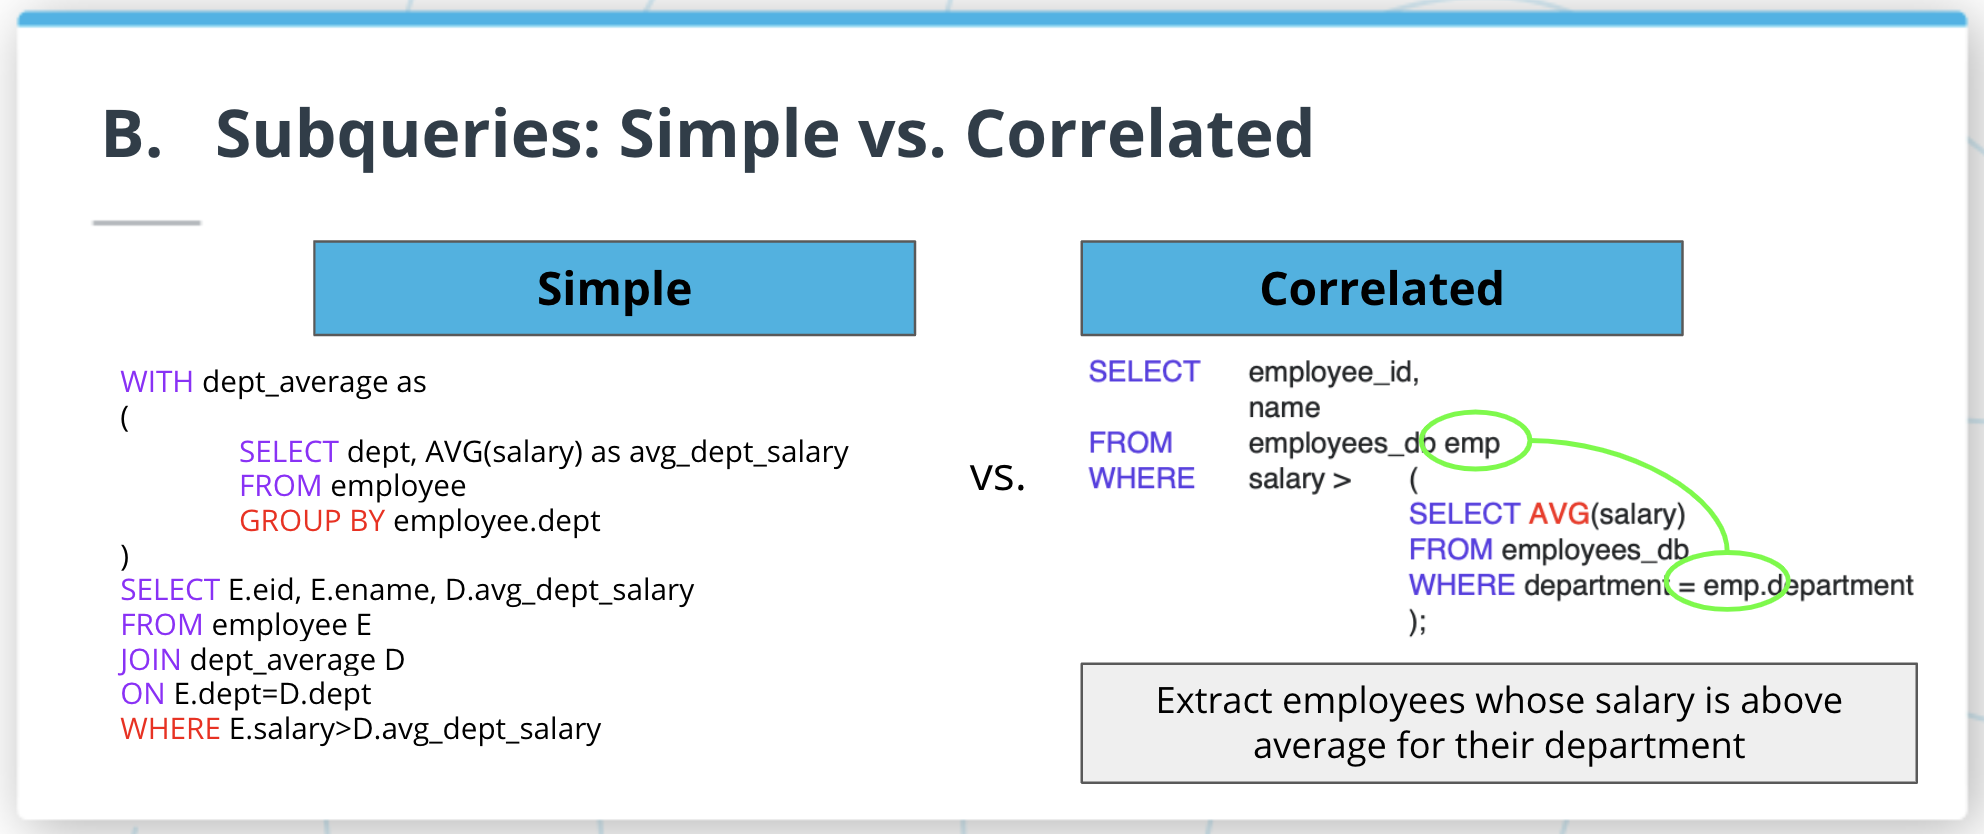 B. Subqueries: Simple vs. Correlated
Simple
WITH dept_average as
(
SELECT dept, AVG(salary) as avg_dept_salary
FROM employee
GROUP BY employee.dept
)
SELECT E.eid, E.ename, D.avg_dept_salary
FROM employee E
JOIN dept_average D
ON E.dept=D.dept
WHERE E.salary>D.avg_dept_salary
vs.
Correlated
SELECT employee_id,
name
FROM employees_db emp
WHERE salary > (
SELECT AVG(salary)
FROM employees_db
WHERE department = emp.department
);
Extract employees whose salary is above
average for their department